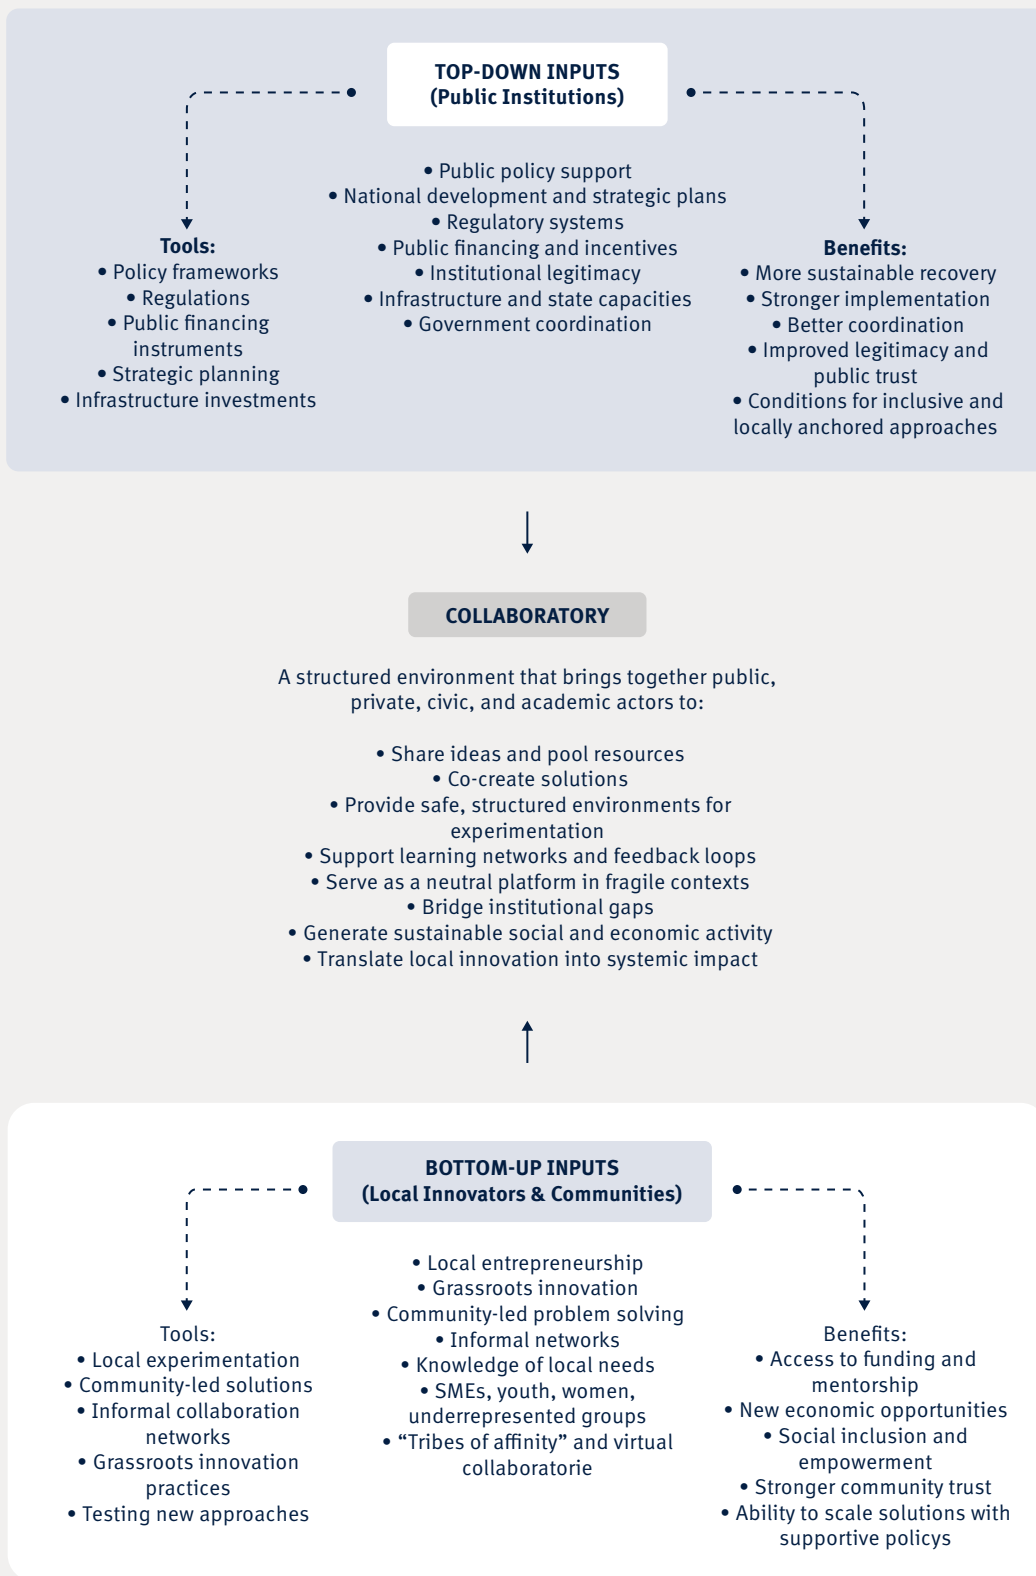 TOP-DOWN INPUTS
(Public Institutions)
• Public policy support
• National development and strategic plans
• Regulatory systems
• Public financing and incentives
• Institutional legitimacy
• Infrastructure and state capacities
• Government coordination
Tools:
• Policy frameworks
• Regulations
• Public financing
instruments
• Strategic planning
• Infrastructure investments
Benefits:
• More sustainable recovery
• Stronger implementation
• Better coordination
• Improved legitimacy and
public trust
• Conditions for inclusive and
locally anchored approaches
COLLABORATORY
A structured environment that brings together public,
private, civic, and academic actors to:
• Share ideas and pool resources
• Co-create solutions
• Provide safe, structured environments for
experimentation
• Support learning networks and feedback loops
• Serve as a neutral platform in fragile contexts
• Bridge institutional gaps
• Generate sustainable social and economic activity
• Translate local innovation into systemic impact
BOTTOM-UP INPUTS
(Local Innovators & Communities)
• Local entrepreneurship
• Grassroots innovation
• Community-led problem solving
• Informal networks
• Knowledge of local needs
• SMEs, youth, women,
underrepresented groups
• “Tribes of affinity” and virtual
collaboratorie
Tools:
• Local experimentation
• Community-led solutions
• Informal collaboration
networks
• Grassroots innovation
practices
• Testing new approaches
Benefits:
• Access to funding and
mentorship
• New economic opportunities
• Social inclusion and
empowerment
• Stronger community trust
• Ability to scale solutions with
supportive policys